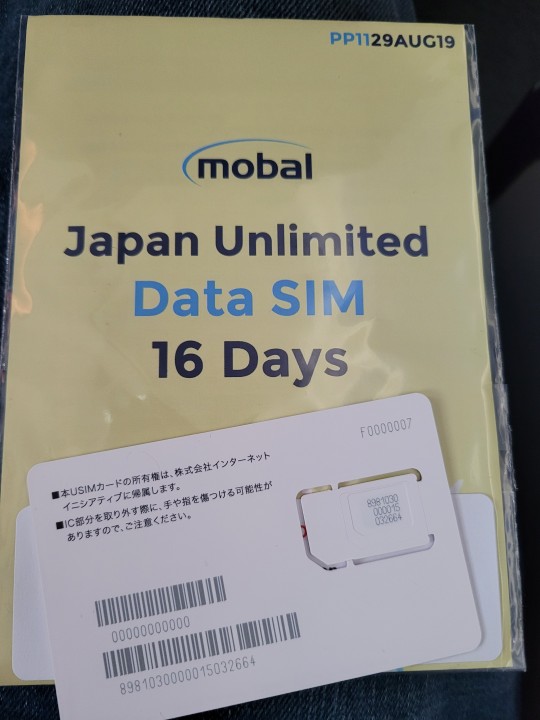 PP1129AUG19
mobal
Japan Unlimited
Data SIM
16 Days
F0000007
■本USIMカードの所有権は、株式会社インターネット
イニシアティブに帰属します。
■IC部分を取り外す際に、手や指を傷つける可能性が
ありますので、ご注意ください。
8981030
000015
032664
00000000000
8981030000015032664